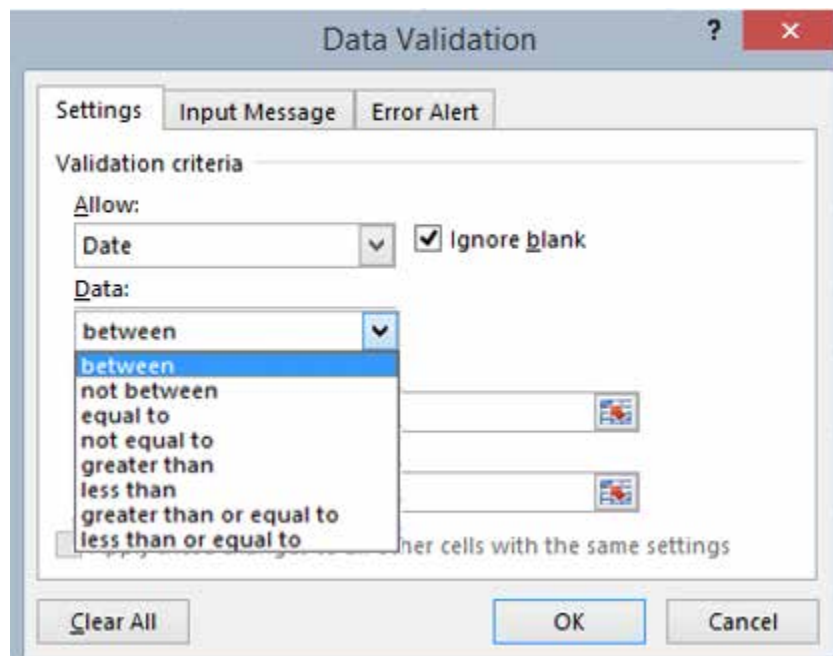 Data Validation ? ×
Settings Input Message Error Alert
Validation criteria
Allow:
Date Ignore blank
Data:
between
between
not between
equal to
not equal to
greater than
less than
greater than or equal to
less than or equal to
other cells with the same settings
Clear All OK Cancel